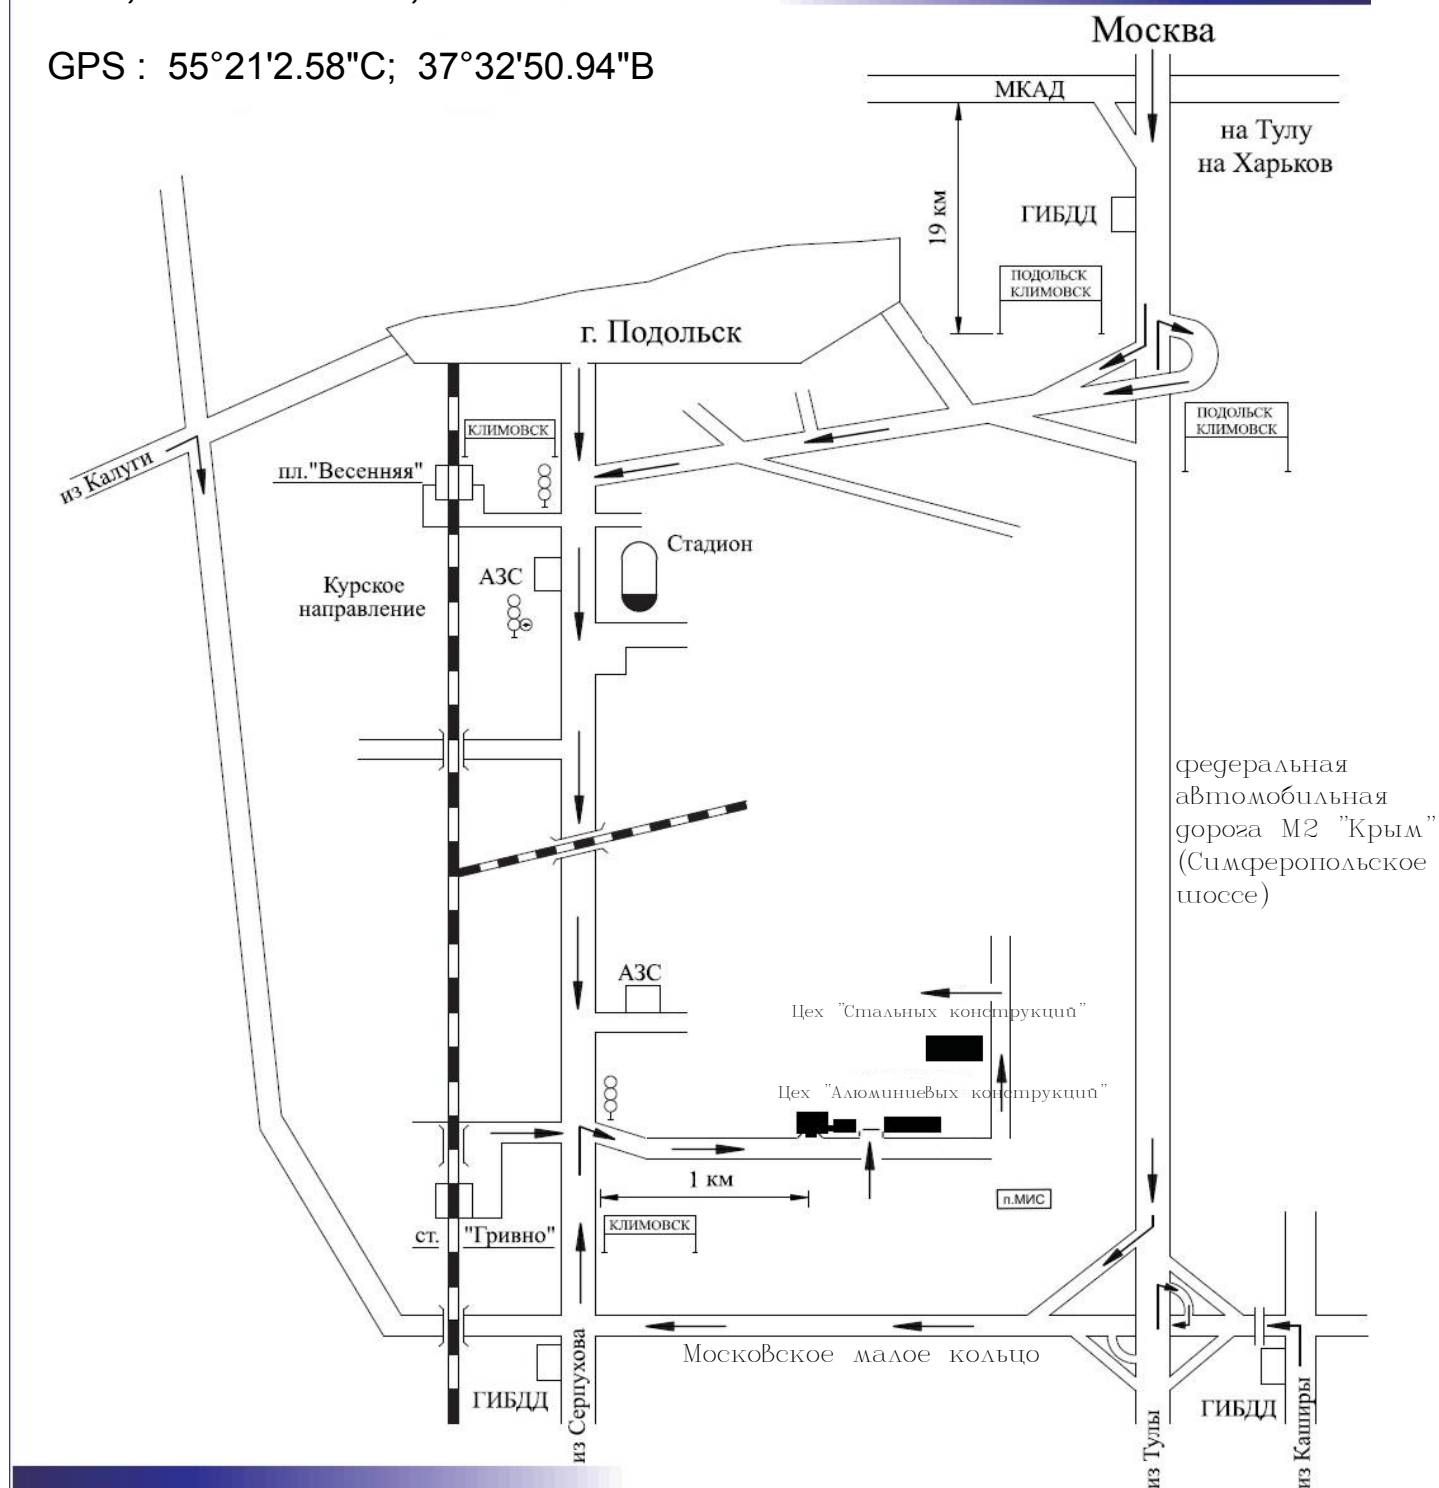 GPS : 55°21'2.58"С; 37°32'50.94"В
Москва
МКАД
на Тулу
на Харьков
19 км
ГИБДД
ПОДОЛЬСК
КЛИМОВСК
г. Подольск
ПОДОЛЬСК
КЛИМОВСК
КЛИМОВСК
из Калуги
пл."Весенняя"
Стадион
АЗС
Курское
направление
федеральная
автомобильная
дорога М2 "Крым"
(Симферопольское
шоссе)
АЗС
Цех "Стальных конструкций"
Цех "Алюминиевых конструкций"
1 км
п.МИС
КЛИМОВСК
ст. "Гривно"
Московское малое кольцо
ГИБДД
из Серпухова
ГИБДД
из Тулы
из Каширы